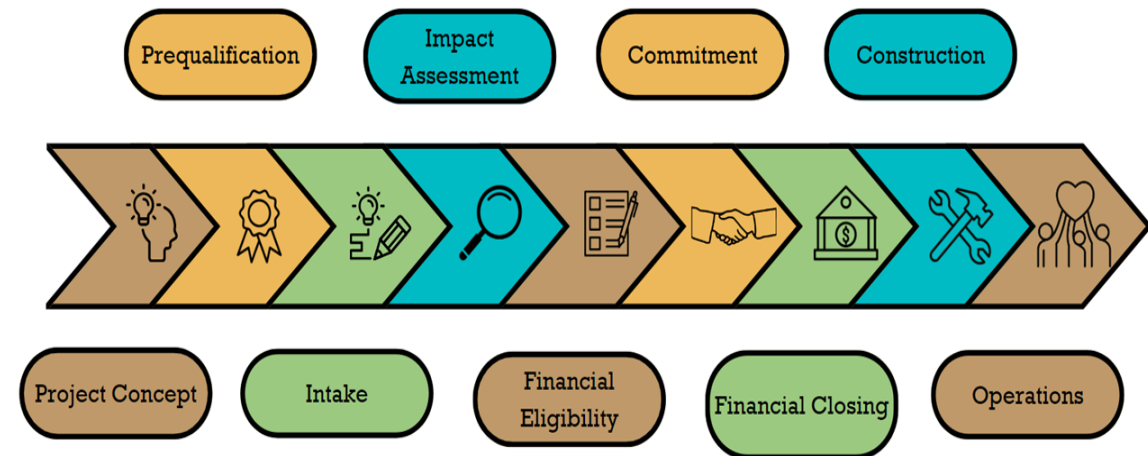 Prequalification
Impact
Assessment
Commitment
Construction
$
Project Concept
Intake
Financial
Eligibility
Financial Closing
Operations